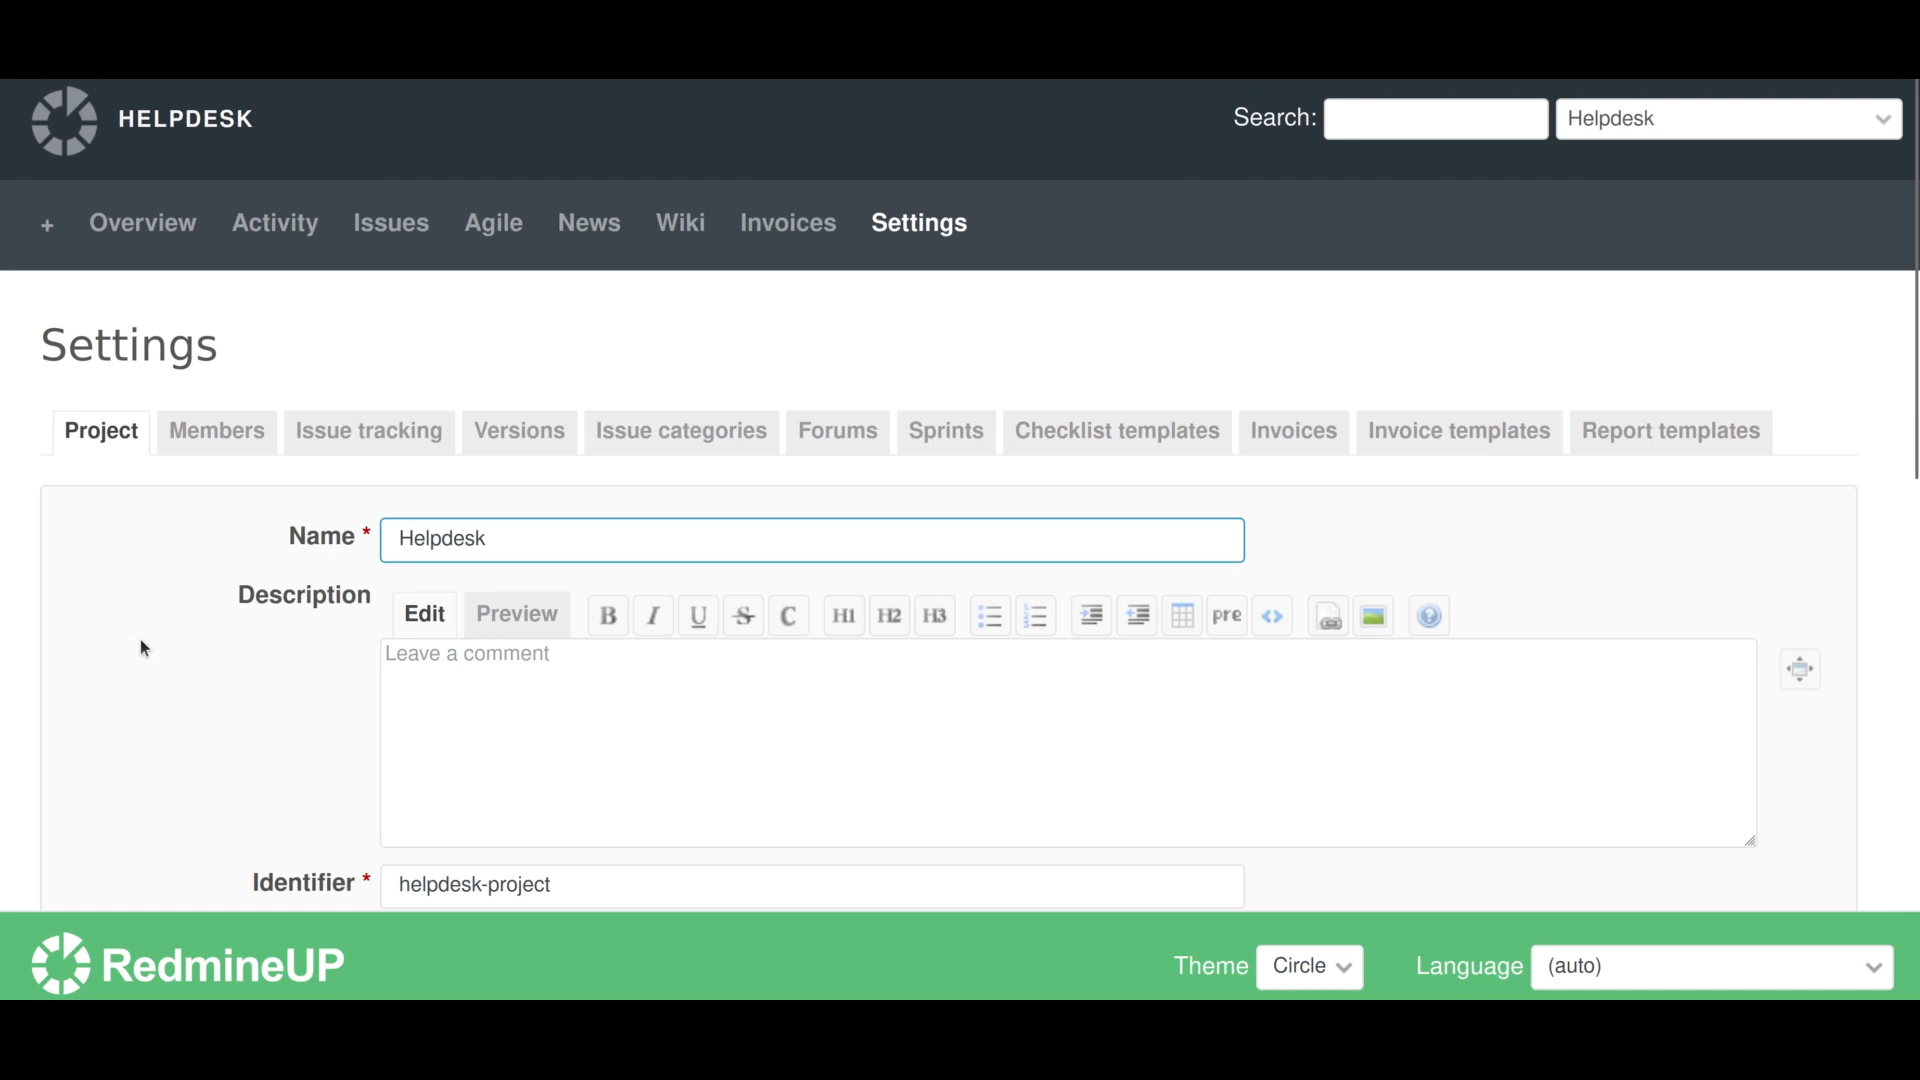 HELPDESK
Search:
Helpdesk
+ Overview Activity Issues Agile News Wiki Invoices Settings
Settings
Project Members Issue tracking Versions Issue categories Forums Sprints Checklist templates Invoices Invoice templates Report templates
Name * Helpdesk
Description
Edit Preview B I U S C H1 H2 H3 pre <>
Leave a comment
Identifier * helpdesk-project
RedmineUP
Theme Circle Language (auto)